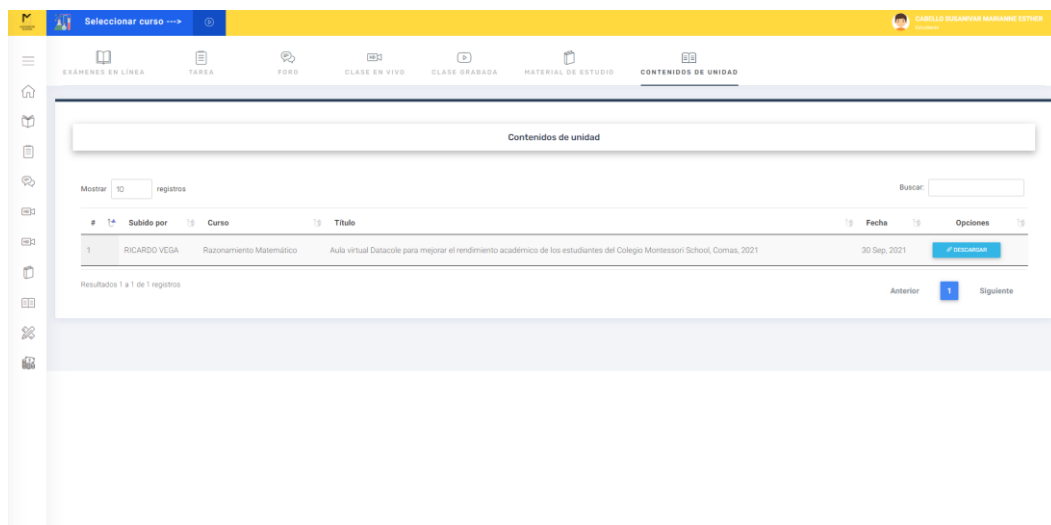 Seleccionar curso --->
CABELLO SUSANIVAR MARIANNE ESTHER
EXÁMENES EN LÍNEA
TAREA
FORO
CLASE EN VIVO
CLASE GRABADA
MATERIAL DE ESTUDIO
CONTENIDOS DE UNIDAD
Contenidos de unidad
Mostrar 10 registros
Buscar:
# Subido por Curso Título Fecha Opciones
1 RICARDO VEGA Razonamiento Matemático Aula virtual Datacole para mejorar el rendimiento académico de los estudiantes del Colegio Montessori School, Comas, 2021 30 Sep, 2021 DESCARGAR
Resultados 1 a 1 de 1 registros
Anterior 1 Siguiente